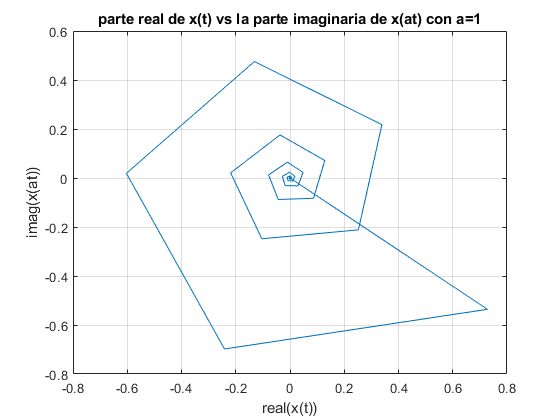 parte real de x(t) vs la parte imaginaria de x(at) con a=1
0.6
0.4
0.2
0
-0.2
-0.4
-0.6
-0.8
imag(x(at))
-0.8 -0.6 -0.4 -0.2 0 0.2 0.4 0.6 0.8
real(x(t))